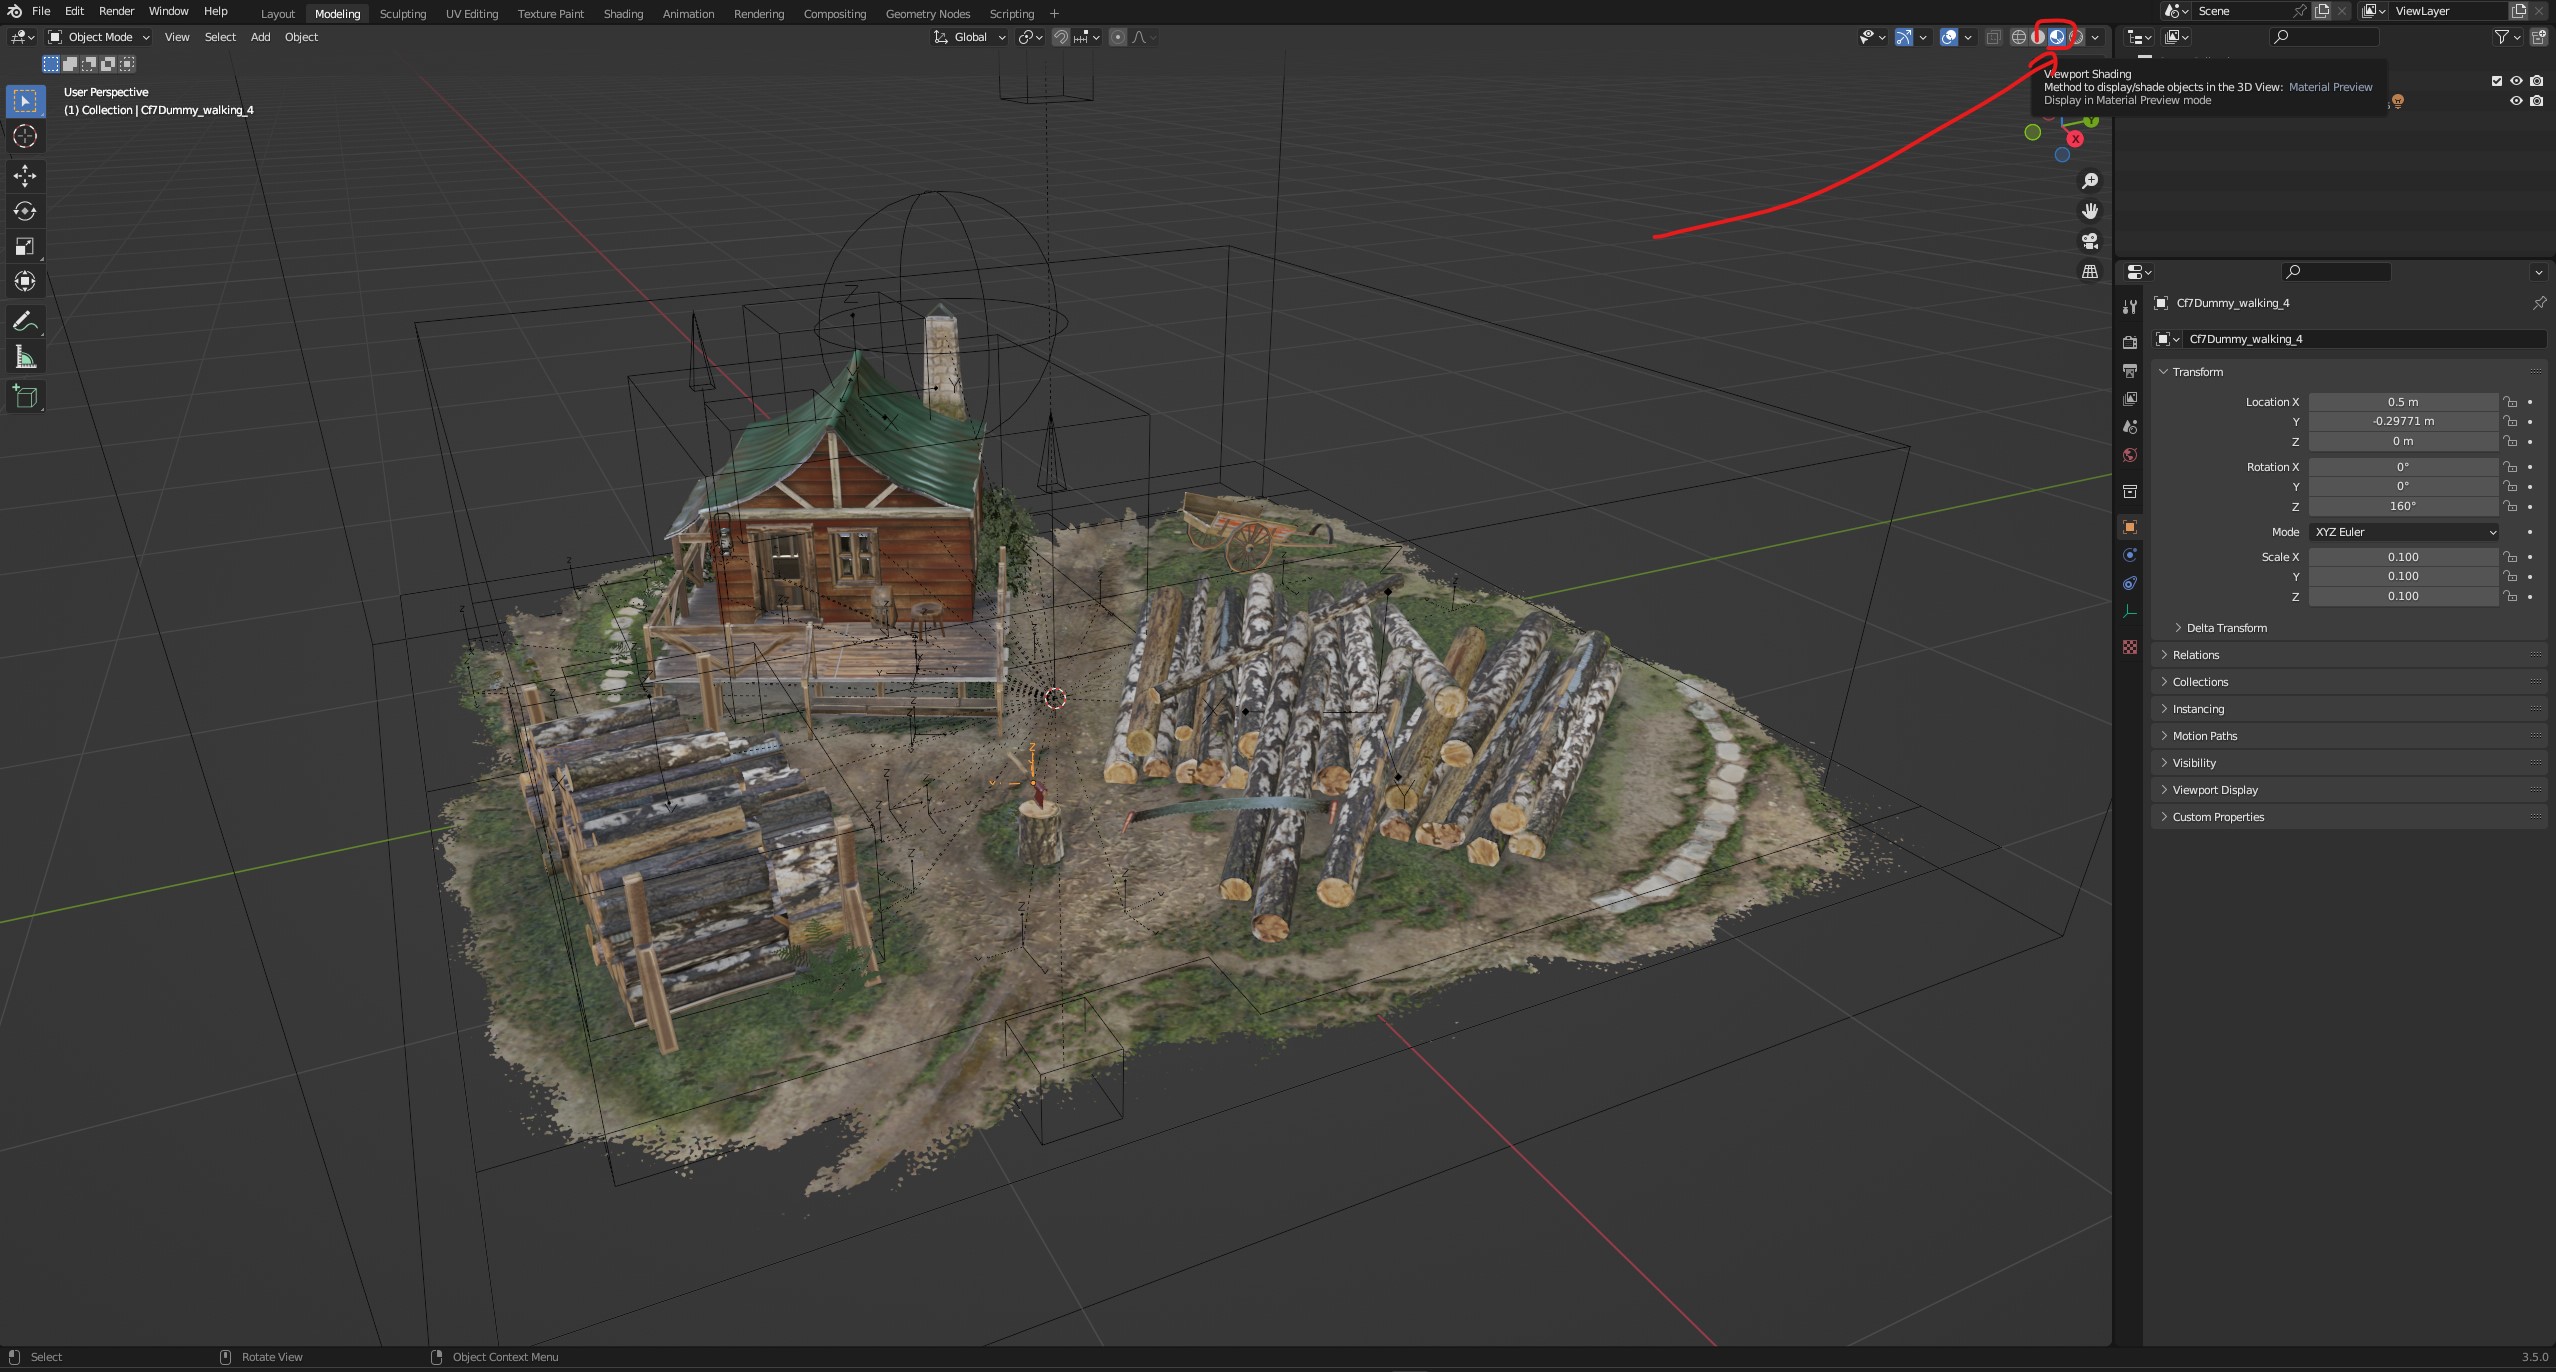 File Edit Render Window Help
Layout Modeling Sculpting UV Editing Texture Paint Shading Animation Rendering Compositing Geometry Nodes Scripting +
Scene
ViewLayer
Object Mode View Select Add Object
Global
User Perspective
(1) Collection | Cf7Dummy_walking_4
Viewport Shading
Method to display/shade objects in the 3D View: Material Preview
Display in Material Preview mode
Y
X
Cf7Dummy_walking_4
Cf7Dummy_walking_4
Transform
Location X 0.5 m
Y -0.29771 m
Z 0 m
Rotation X 0°
Y 0°
Z 160°
Mode XYZ Euler
Scale X 0.100
Y 0.100
Z 0.100
Delta Transform
Relations
Collections
Instancing
Motion Paths
Visibility
Viewport Display
Custom Properties
Select
Rotate View
Object Context Menu
3.5.0